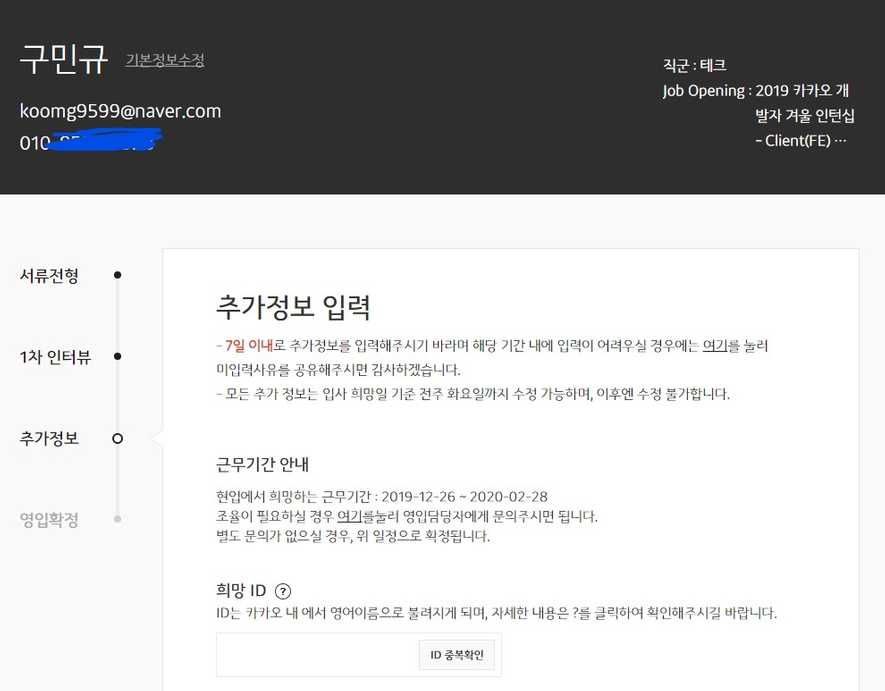 구민규 기본정보수정
koomg9599@naver.com
010
직군 : 테크
Job Opening : 2019 카카오 개
발자 겨울 인턴십
- Client(FE) ...
서류전형
1차 인터뷰
추가정보
영입확정
추가정보 입력
- 7일 이내로 추가정보를 입력해주시기 바라며 해당 기간 내에 입력이 어려우실 경우에는 여기를 눌러
미입력사유를 공유해주시면 감사하겠습니다.
- 모든 추가 정보는 입사 희망일 기준 전주 화요일까지 수정 가능하며, 이후엔 수정 불가합니다.
근무기간 안내
현업에서 희망하는 근무기간 : 2019-12-26 ~ 2020-02-28
조율이 필요하실 경우 여기를눌러 영입담당자에게 문의주시면 됩니다.
별도 문의가 없으실 경우, 위 일정으로 확정됩니다.
희망 ID ?
ID는 카카오 내 에서 영어이름으로 불려지게 되며, 자세한 내용은 ?를 클릭하여 확인해주시길 바랍니다.
ID 중복확인